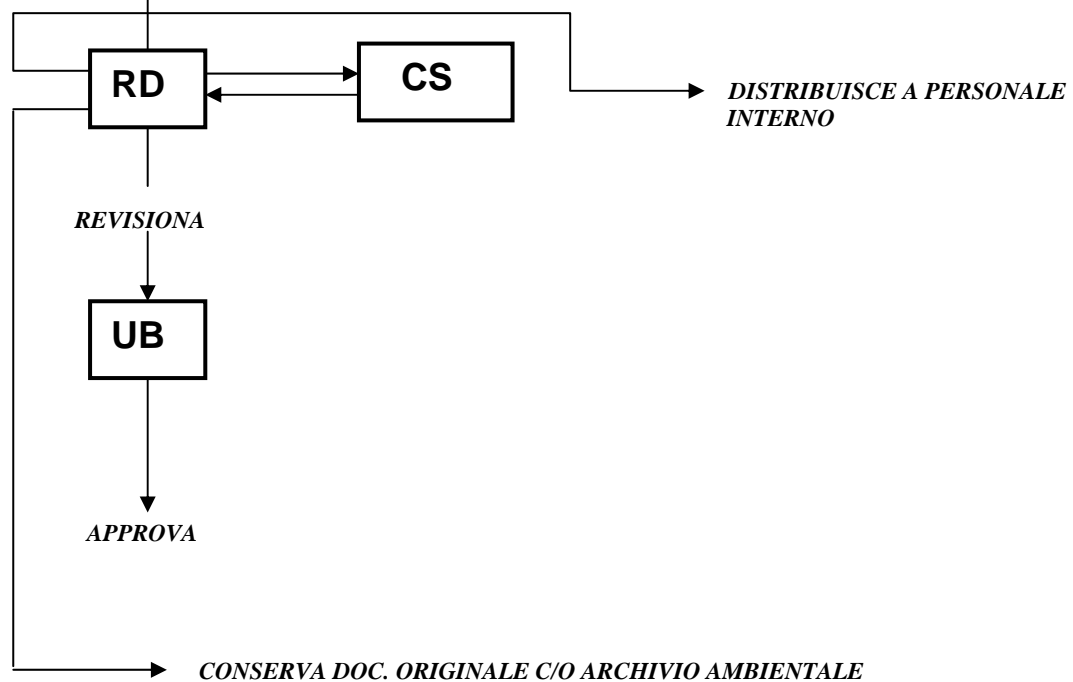 RD
CS
DISTRIBUISCE A PERSONALE
INTERNO
REVISIONA
UB
APPROVA
CONSERVA DOC. ORIGINALE C/O ARCHIVIO AMBIENTALE